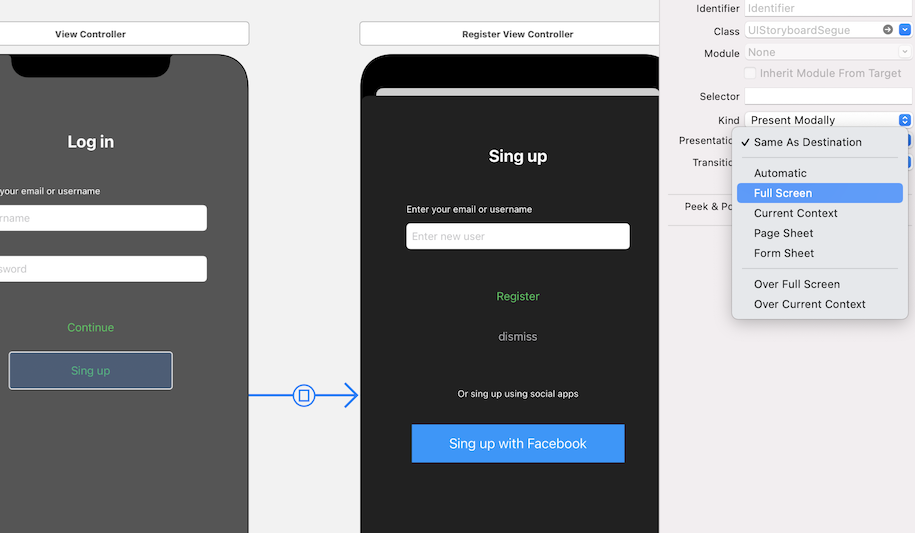 View Controller
Log in
your email or username
rname
sword
Continue
Sing up
Register View Controller
Sing up
Enter your email or username
Enter new user
Register
dismiss
Or sing up using social apps
Sing up with Facebook
Identifier Identifier
Class UIStoryboardSegue
Module None
Inherit Module From Target
Selector
Kind Present Modally
Presentatio
Transitio
Peek & Po
✓ Same As Destination
Automatic
Full Screen
Current Context
Page Sheet
Form Sheet
Over Full Screen
Over Current Context